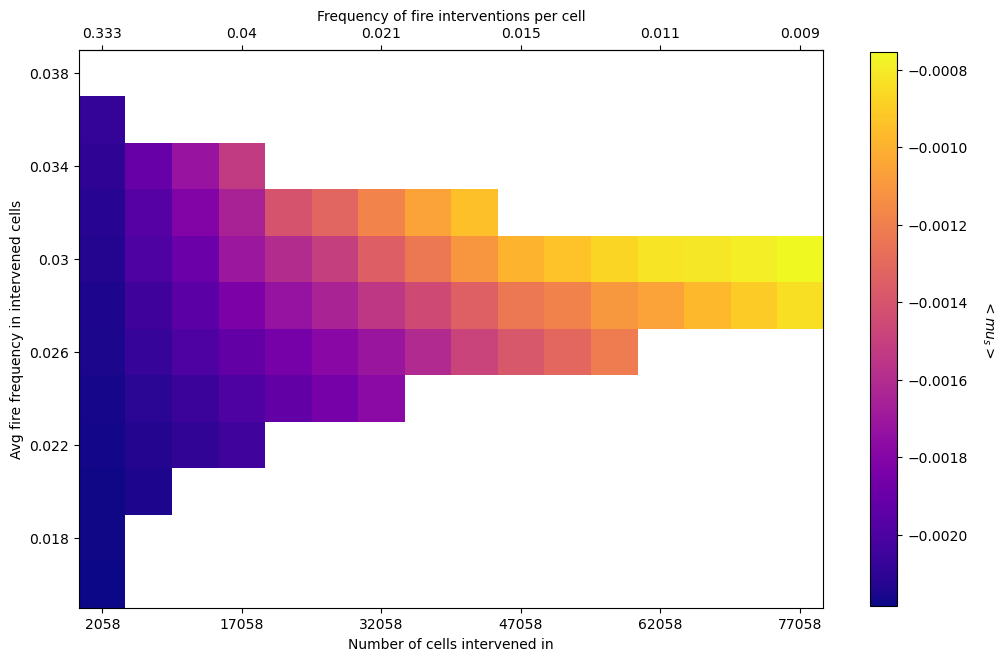 Frequency of fire interventions per cell
0.333 0.04 0.021 0.015 0.011 0.009
Avg fire frequency in intervened cells
0.038
0.034
0.03
0.026
0.022
0.018
2058 17058 32058 47058 62058 77058
Number of cells intervened in
−0.0008
−0.0010
−0.0012
−0.0014
−0.0016
−0.0018
−0.0020
< mu_s >